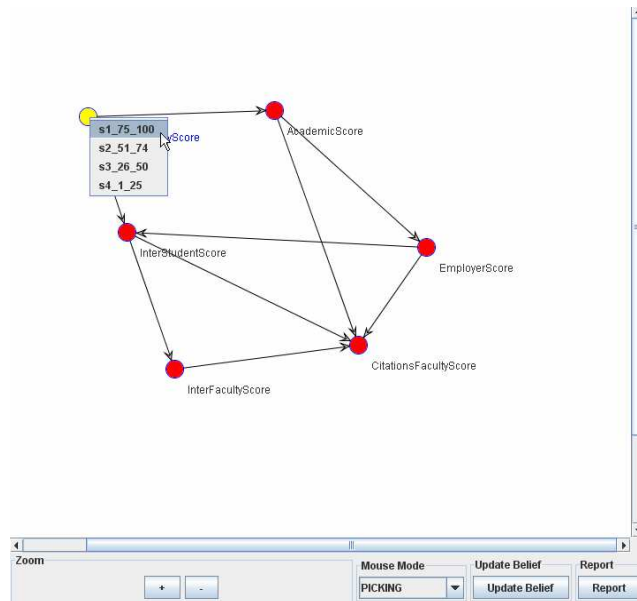 s1_75_100
s2_51_74
s3_26_50
s4_1_25
yScore
AcademicScore
InterStudentScore
EmployerScore
CitationsFacultyScore
InterFacultyScore
Zoom
+ -
Mouse Mode
PICKING
Update Belief
Update Belief
Report
Report